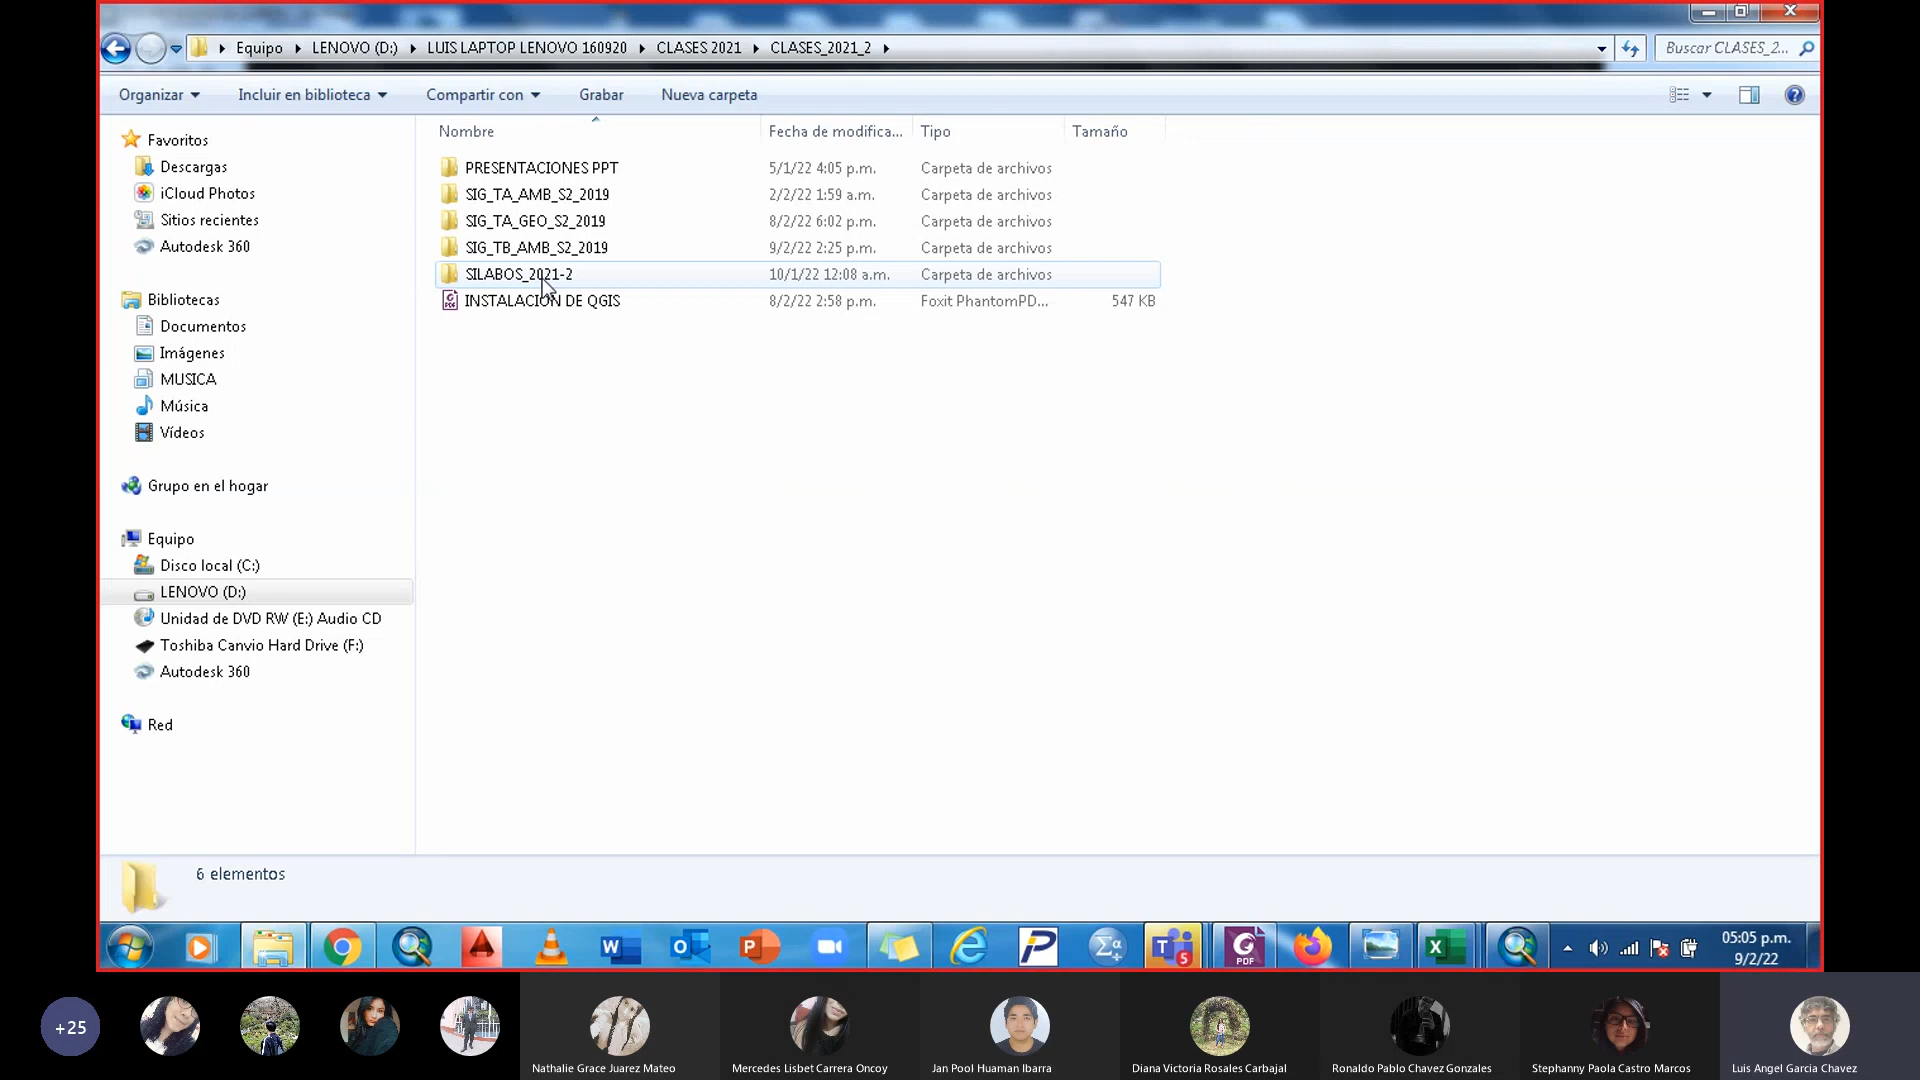 Equipo LENOVO (D:) LUIS LAPTOP LENOVO 160920 CLASES 2021 CLASES_2021_2 Buscar CLASES_2...
Organizar Incluir en biblioteca Compartir con Grabar Nueva carpeta
Nombre Fecha de modifica... Tipo Tamaño
PRESENTACIONES PPT 5/1/22 4:05 p.m. Carpeta de archivos
SIG_TA_AMB_S2_2019 2/2/22 1:59 a.m. Carpeta de archivos
SIG_TA_GEO_S2_2019 8/2/22 6:02 p.m. Carpeta de archivos
SIG_TB_AMB_S2_2019 9/2/22 2:25 p.m. Carpeta de archivos
SILABOS_2021-2 10/1/22 12:08 a.m. Carpeta de archivos
INSTALACION DE QGIS 8/2/22 2:58 p.m. Foxit PhantomPD... 547 KB
Favoritos
Descargas
iCloud Photos
Sitios recientes
Autodesk 360
Bibliotecas
Documentos
Imágenes
MUSICA
Música
Vídeos
Grupo en el hogar
Equipo
Disco local (C:)
LENOVO (D:)
Unidad de DVD RW (E:) Audio CD
Toshiba Canvio Hard Drive (F:)
Autodesk 360
Red
6 elementos
05:05 p.m.
9/2/22
+25
Nathalie Grace Juarez Mateo
Mercedes Lisbet Carrera Oncoy
Jan Pool Huaman Ibarra
Diana Victoria Rosales Carbajal
Ronaldo Pablo Chavez Gonzales
Stephanny Paola Castro Marcos
Luis Angel Garcia Chavez